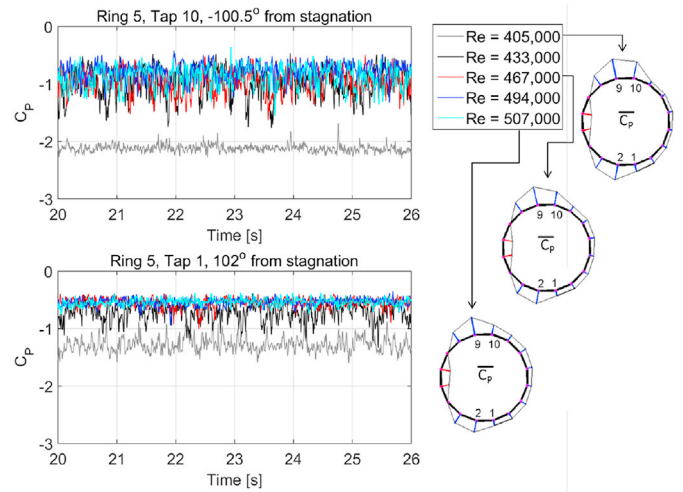 Ring 5, Tap 10, -100.5° from stagnation
0
-1
-2
-3
C_P
20 21 22 23 24 25 26
Time [s]
Ring 5, Tap 1, 102° from stagnation
0
-1
-2
-3
C_P
20 21 22 23 24 25 26
Time [s]
Re = 405,000
Re = 433,000
Re = 467,000
Re = 494,000
Re = 507,000
9 10
C_P
2 1
9 10
C_P
2 1
9 10
C_P
2 1